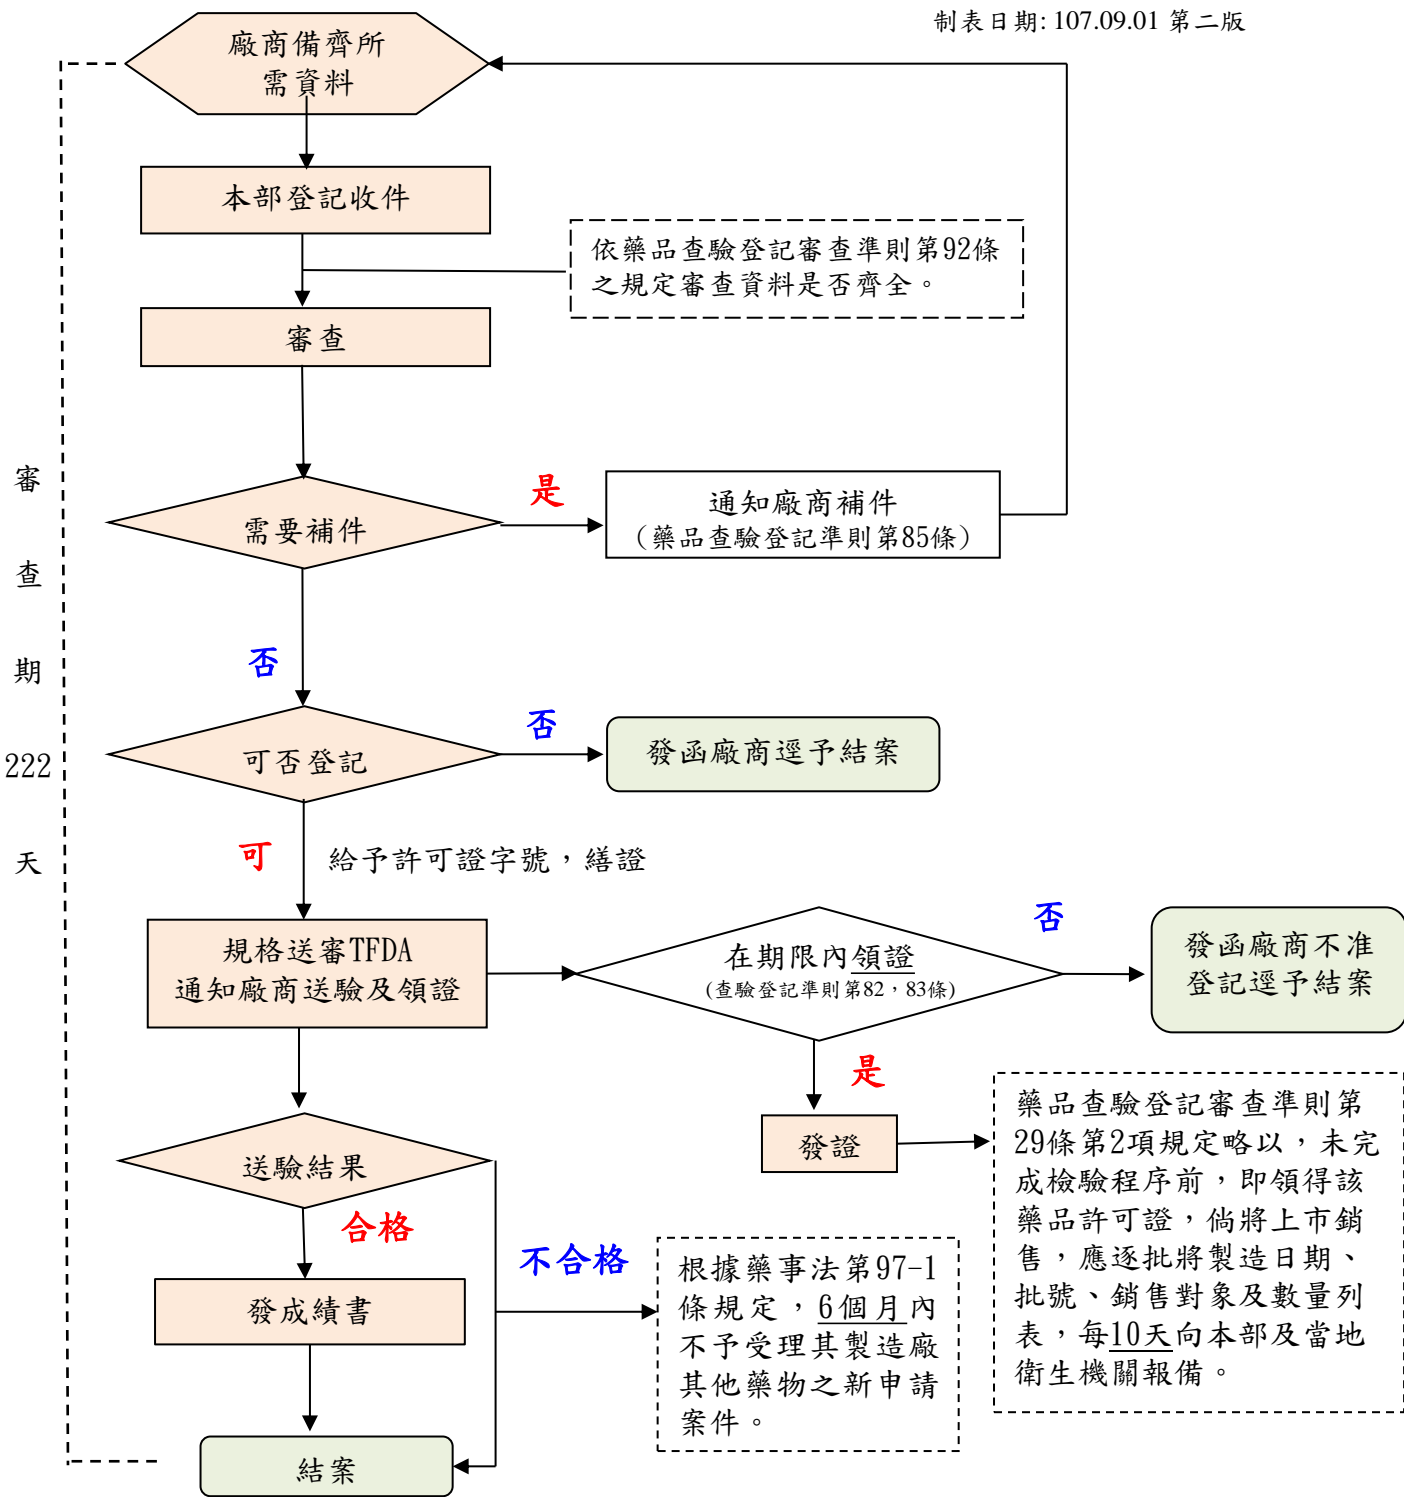 制表日期: 107.09.01 第二版
廠商備齊所
需資料
本部登記收件
依藥品查驗登記審查準則第92條
之規定審查資料是否齊全。
審查
需要補件
是
通知廠商補件
（藥品查驗登記準則第85條）
審
查
期
222
天
否
可否登記
否
發函廠商逕予結案
可
給予許可證字號，繕證
規格送審TFDA
通知廠商送驗及領證
在期限內領證
(查驗登記準則第82，83條)
否
發函廠商不准
登記逕予結案
是
發證
藥品查驗登記審查準則第
29條第2項規定略以，未完
成檢驗程序前，即領得該
藥品許可證，倘將上市銷
售，應逐批將製造日期、
批號、銷售對象及數量列
表，每10天向本部及當地
衛生機關報備。
送驗結果
合格
不合格
根據藥事法第97-1
條規定，6個月內
不予受理其製造廠
其他藥物之新申請
案件。
發成績書
結案